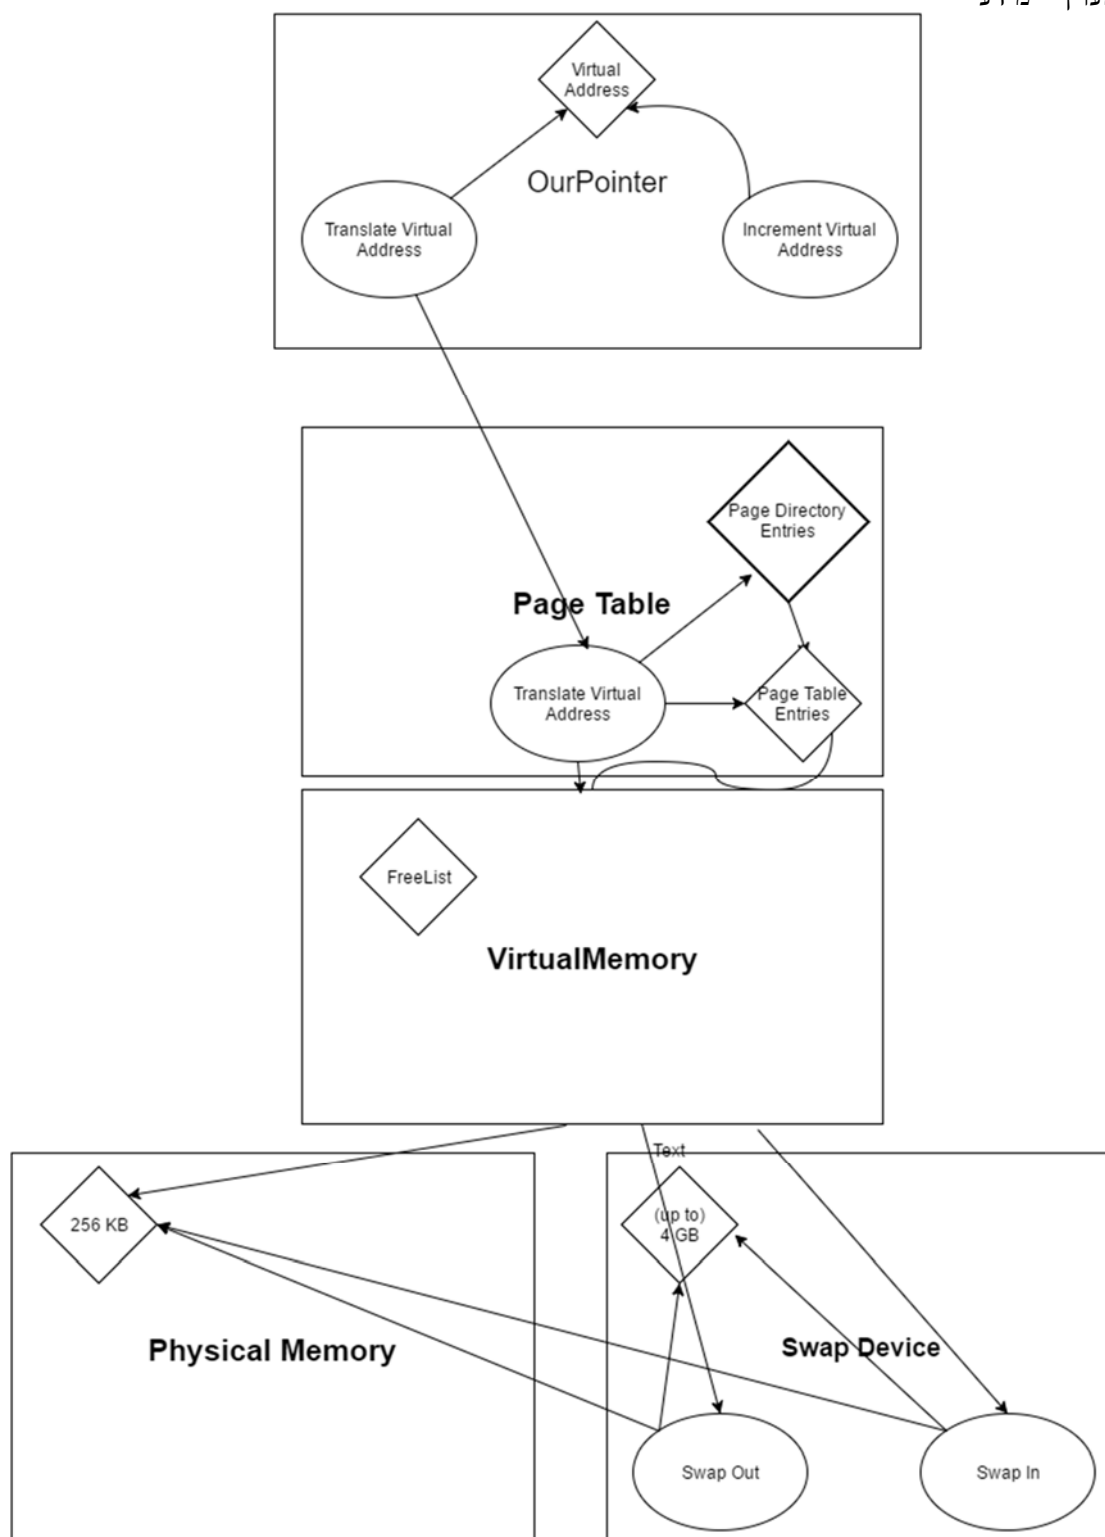 Virtual
Address
OurPointer
Translate Virtual
Address
Increment Virtual
Address
Page Directory
Entries
Page Table
Translate Virtual
Address
Page Table
Entries
FreeList
VirtualMemory
Text
256 KB
(up to)
4 GB
Physical Memory
Swap Device
Swap Out
Swap In